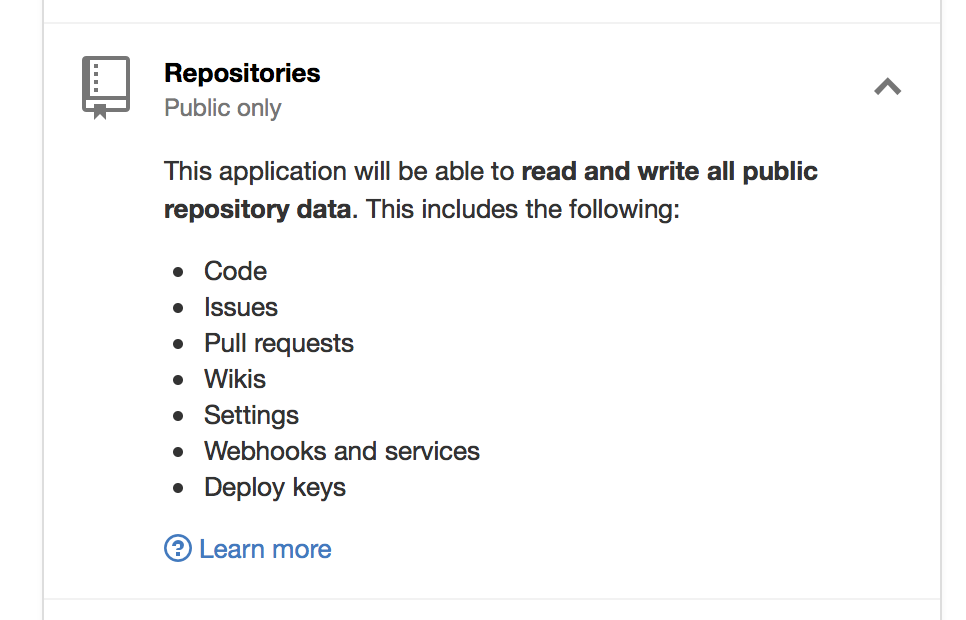 Repositories
Public only
This application will be able to read and write all public
repository data. This includes the following:
Code
Issues
Pull requests
Wikis
Settings
Webhooks and services
Deploy keys
Learn more